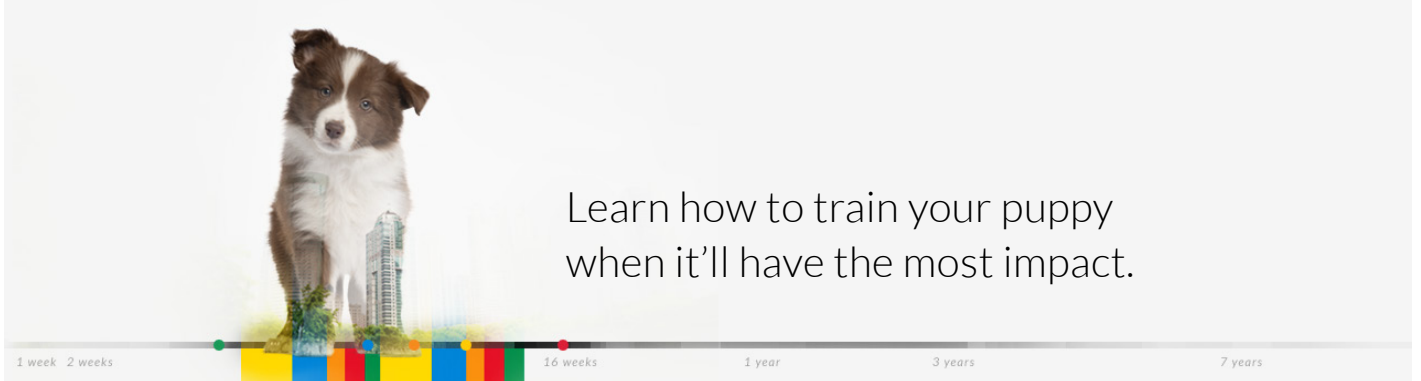 Learn how to train your puppy
when it’ll have the most impact.
1 week 2 weeks 16 weeks 1 year 3 years 7 years